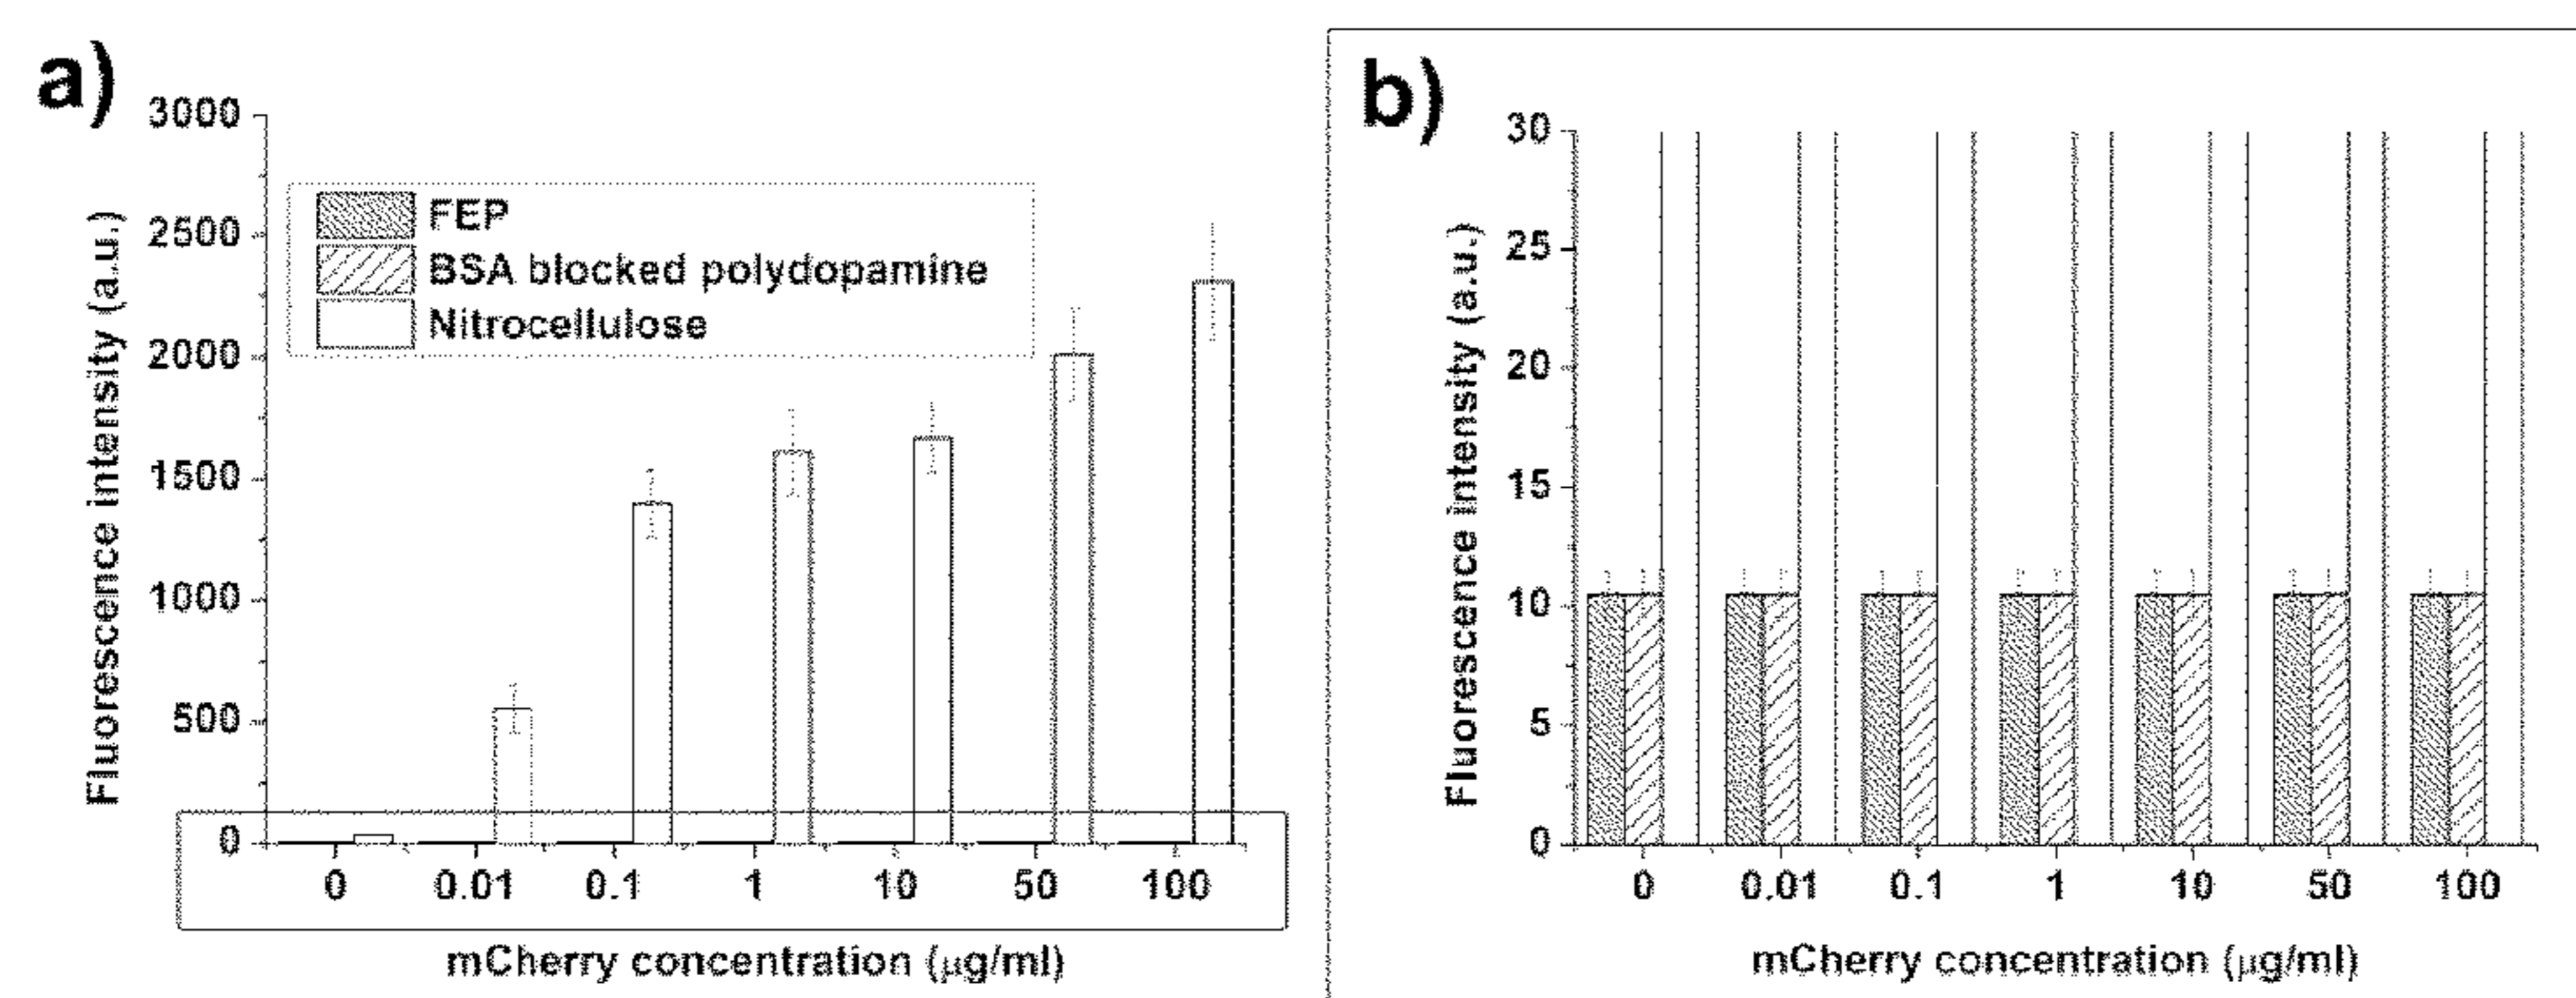 a)
3000
2500
2000
1500
1000
500
0
Fluorescence intensity (a.u.)
FEP
BSA blocked polydopamine
Nitrocellulose
0 0.01 0.1 1 10 50 100
mCherry concentration (μg/ml)
b)
30
25
20
15
10
5
0
Fluorescence intensity (a.u.)
0 0.01 0.1 1 10 50 100
mCherry concentration (μg/ml)